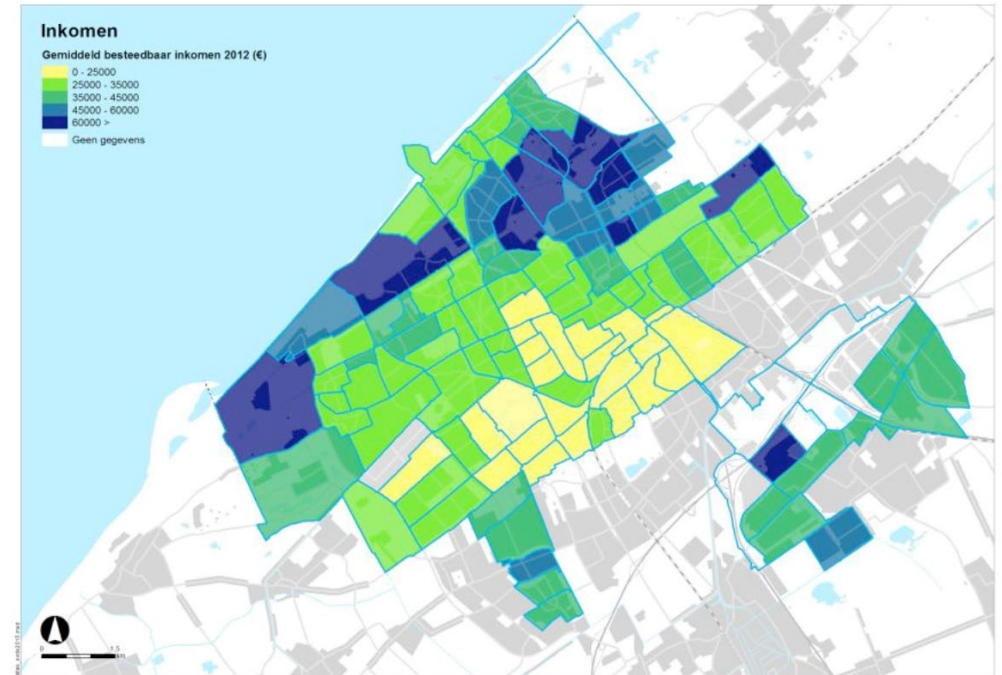 Inkomen
Gemiddeld besteedbaar inkomen 2012 (€)
0 - 25000
25000 - 35000
35000 - 45000
45000 - 60000
60000 >
Geen gegevens
0 1,5